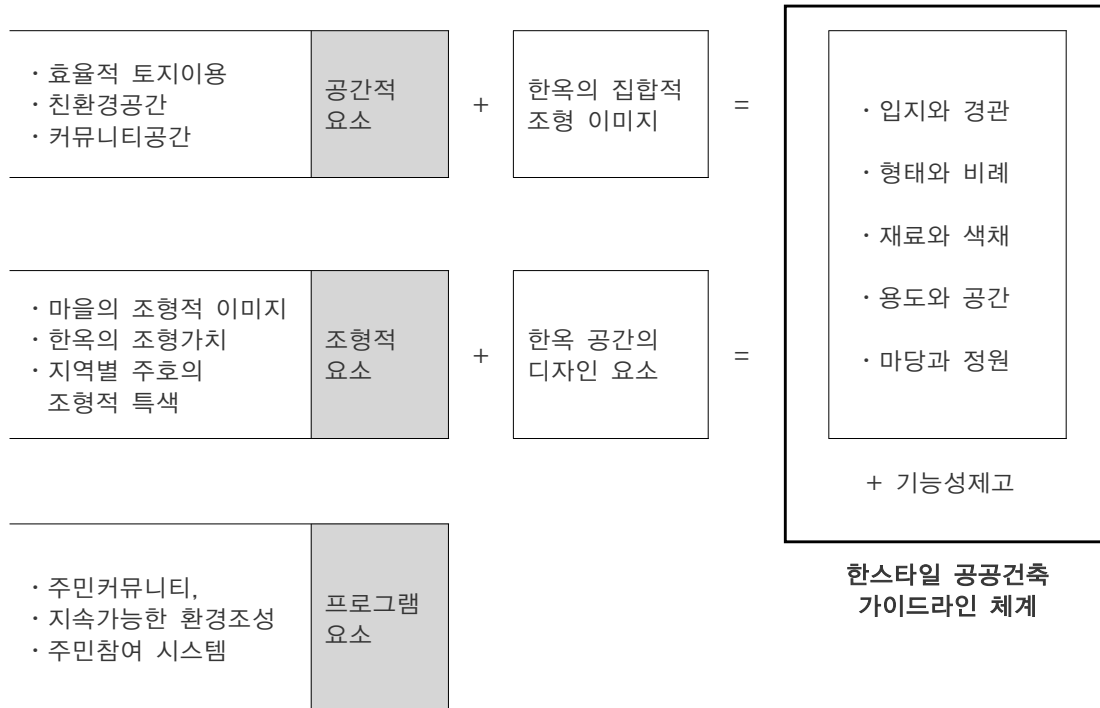 · 효율적 토지이용
· 친환경공간
· 커뮤니티공간
공간적
요소
+
한옥의 집합적
조형 이미지
=
· 마을의 조형적 이미지
· 한옥의 조형가치
· 지역별 주호의
조형적 특색
조형적
요소
+
한옥 공간의
디자인 요소
=
· 주민커뮤니티,
· 지속가능한 환경조성
· 주민참여 시스템
프로그램
요소
· 입지와 경관
· 형태와 비례
· 재료와 색채
· 용도와 공간
· 마당과 정원
+ 기능성제고
한스타일 공공건축
가이드라인 체계